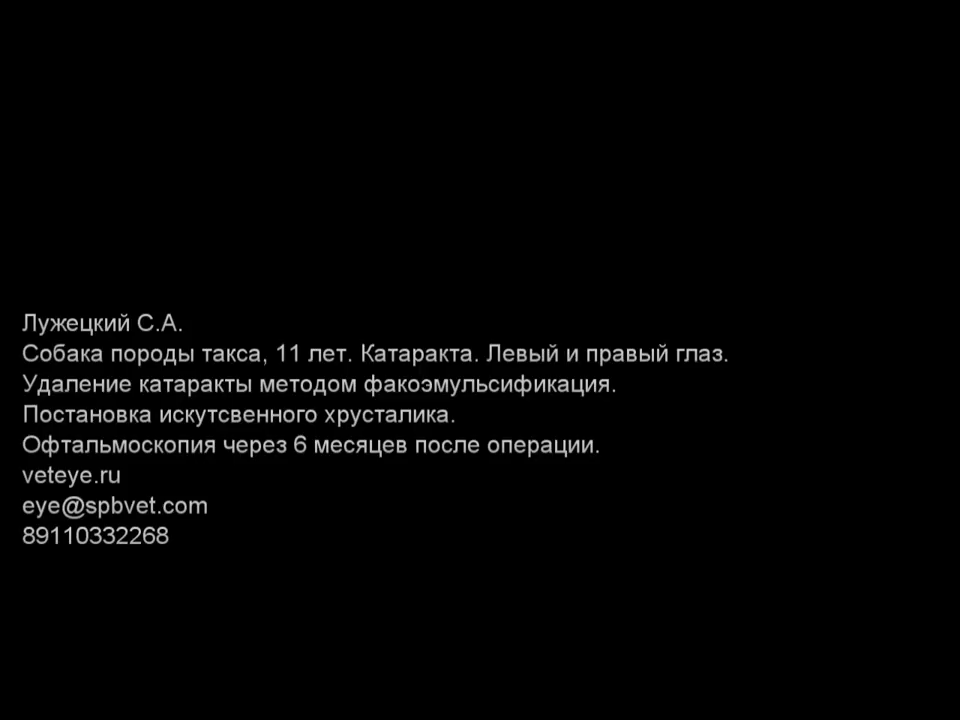 Лужецкий С.А.
Собака породы такса, 11 лет. Катаракта. Левый и правый глаз.
Удаление катаракты методом факоэмульсификация.
Постановка искутсвенного хрусталика.
Офтальмоскопия через 6 месяцев после операции.
veteye.ru
eye@spbvet.com
89110332268